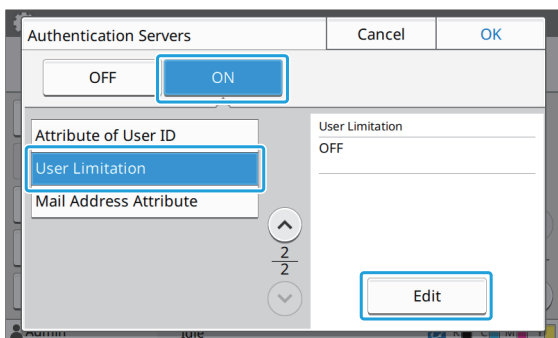 Authentication Servers
Cancel
OK
OFF
ON
Attribute of User ID
User Limitation
Mail Address Attribute
2
2
User Limitation
OFF
Edit
Admin
Idle
K
C
M
Y